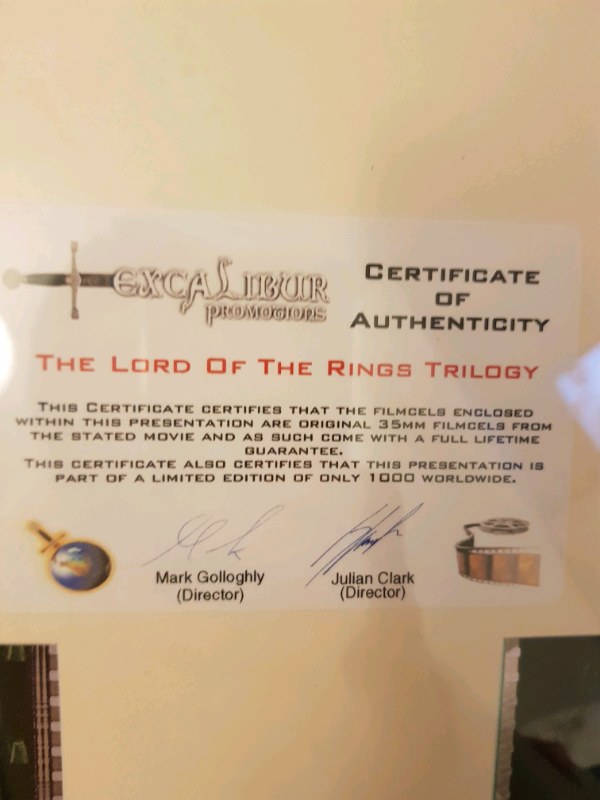 EXCALIBUR
PROMOTIONS
CERTIFICATE
OF
AUTHENTICITY
THE LORD OF THE RINGS TRILOGY
THIS CERTIFICATE CERTIFIES THAT THE FILMCELS ENCLOSED
WITHIN THIS PRESENTATION ARE ORIGINAL 35MM FILMCELS FROM
THE STATED MOVIE AND AS SUCH COME WITH A FULL LIFETIME
GUARANTEE.
THIS CERTIFICATE ALSO CERTIFIES THAT THIS PRESENTATION IS
PART OF A LIMITED EDITION OF ONLY 1000 WORLDWIDE.
Mark Golloghly
(Director)
Julian Clark
(Director)